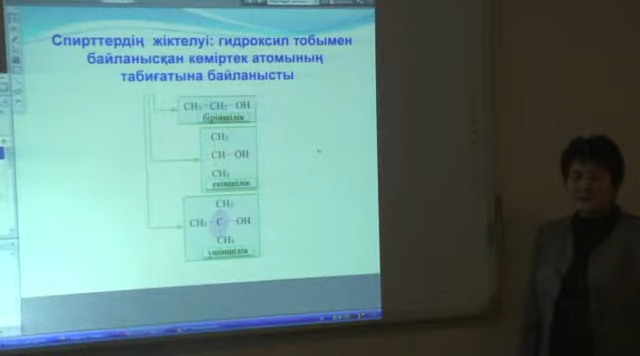 Спирттердің жіктелуі: гидроксил тобымен
байланысқан көміртек атомының
табиғатына байланысты
CH₃ – CH₂ – OH
біріншілік
CH₃
CH – OH
CH₃
екіншілік
CH₃
CH₃ – C – OH
CH₃
үшіншілік